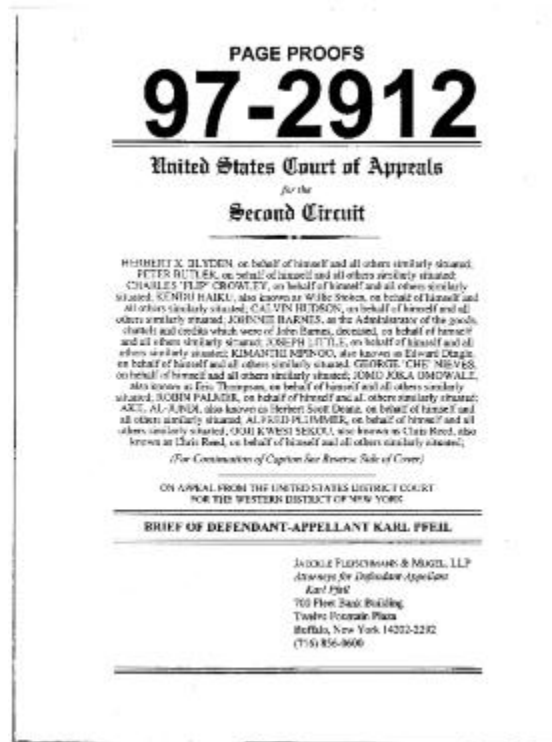 PAGE PROOFS
97-2912
United States Court of Appeals
for the
Second Circuit
HERBERT X. BLYDEN, on behalf of himself and all others similarly situated;
PETER BUTLER, on behalf of himself and all others similarly situated;
CHARLES "FLIP" CROWLEY, on behalf of himself and all others similarly
situated; KENDU HAIKU, also known as Willie Stokes, on behalf of himself and
all others similarly situated; CALVIN HUDSON, on behalf of himself and all
others similarly situated; JOHNNIE BARNES, as the Administrator of the goods,
chattels and credits which were of John Barnes, deceased, on behalf of himself
and all others similarly situated; JOSEPH LITTLE, on behalf of himself and all
others similarly situated; KIMANTHI MPINGO, also known as Edward Dingle,
on behalf of himself and all others similarly situated; GEORGE "CHE" NIEVES,
on behalf of himself and all others similarly situated; JOMO JOKA OMOWALE,
also known as Eric Thompson, on behalf of himself and all others similarly
situated; ROBIN PALMER, on behalf of himself and all others similarly situated;
AKIL AL-JUNDI, also known as Herbert Scott Deane, on behalf of himself and
all others similarly situated; ALFRED PLUMMER, on behalf of himself and all
others similarly situated; KWESI SEKOU, also known as Chris Reed, also
known as Chris Reed, on behalf of himself and all others similarly situated;
(For Continuation of Caption See Reverse Side of Cover)
ON APPEAL FROM THE UNITED STATES DISTRICT COURT
FOR THE WESTERN DISTRICT OF NEW YORK
BRIEF OF DEFENDANT-APPELLANT KARL PFEIL
JAECKLE FLEISCHMANN & MUGEL, LLP
Attorneys for Defendant-Appellant
Karl Pfeil
700 Fleet Bank Building
Twelve Fountain Plaza
Buffalo, New York 14202-2292
(716) 856-0600